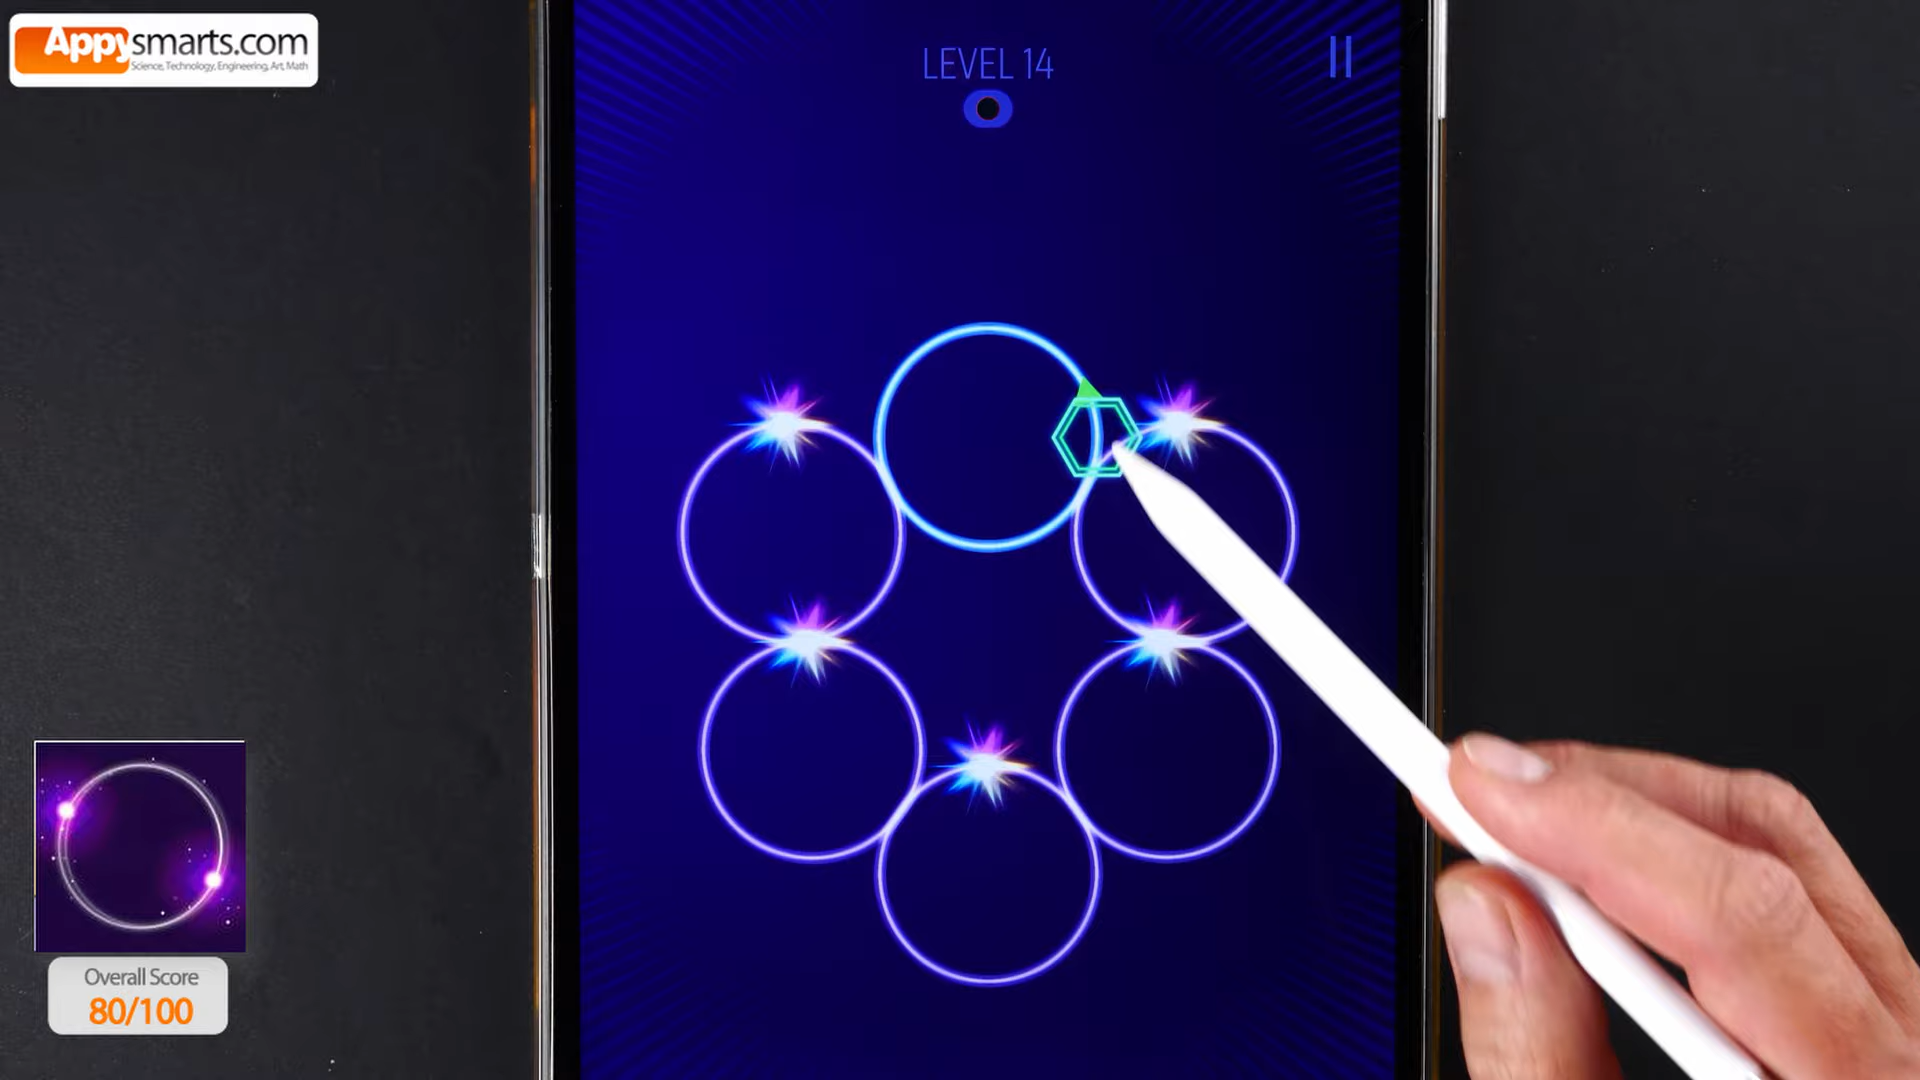 Appysmarts.com
Science, Technology, Engineering, Art, Math
LEVEL 14
Overall Score
80/100